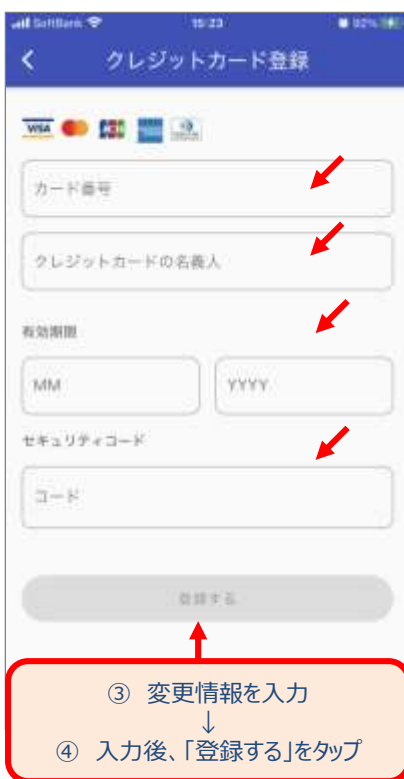 SoftBank 15:23 92%
< クレジットカード登録
VISA JCB
カード番号
クレジットカードの名義人
有効期限
MM YYYY
セキュリティコード
コード
登録する
③ 変更情報を入力
↓
④ 入力後、「登録する」をタップ